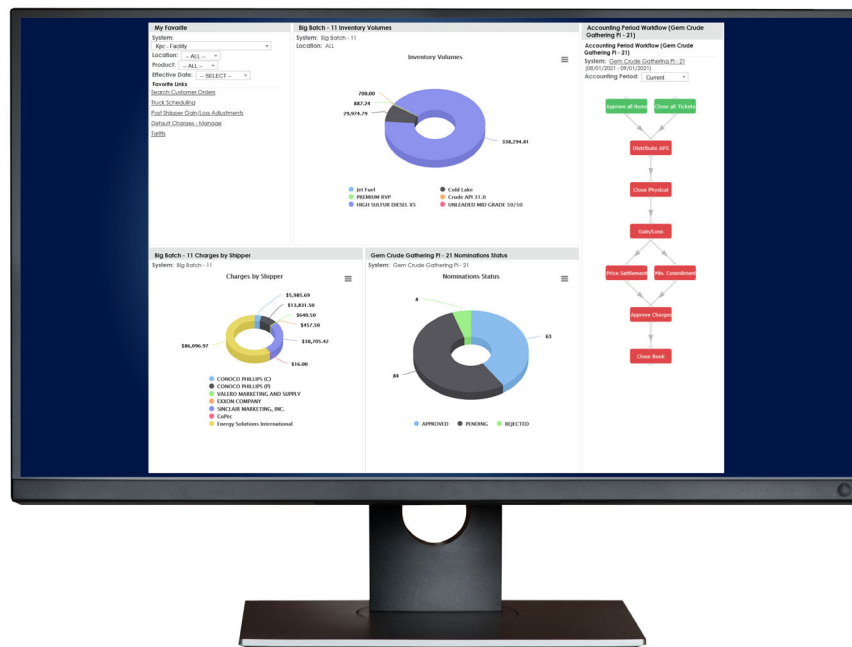 My Favorite
System:
Kpc - Facility
Location: -- ALL --
Product: -- ALL --
Effective Date: -- SELECT --
Favorite Links
Search Customer Orders
Truck Scheduling
Post Shipper Gain/Loss Adjustments
Default Charges - Manage
Tariffs
Big Batch - 11 Inventory Volumes
System: Big Batch - 11
Location: ALL
Inventory Volumes
700.00
887.24
29,974.79
338,294.81
Jet Fuel
Cold Lake
PREMIUM RVP
Crude API 31.0
HIGH SULFUR DIESEL XS
UNLEADED MID GRADE 50/50
Big Batch - 11 Charges by Shipper
System: Big Batch - 11
Charges by Shipper
$5,985.69
$13,831.50
$640.50
$457.50
$38,705.42
$86,096.97
$16.00
CONOCO PHILLIPS (C)
CONOCO PHILLIPS (P)
VALERO MARKETING AND SUPPLY
EXXON COMPANY
SINCLAIR MARKETING, INC.
CoPec
Energy Solutions International
Gem Crude Gathering Pl - 21 Nominations Status
System: Gem Crude Gathering Pl - 21
Nominations Status
8
63
84
APPROVED
PENDING
REJECTED
Accounting Period Workflow (Gem Crude
Gathering Pl - 21)
Accounting Period Workflow (Gem Crude
Gathering Pl - 21)
System: Gem Crude Gathering Pl - 21
(08/01/2021 - 09/01/2021)
Accounting Period: Current
Approve all Noms
Close all Tickets
Distribute APS
Close Physical
Gain/Loss
Price Settlement
Min. Commitment
Approve Charges
Close Book